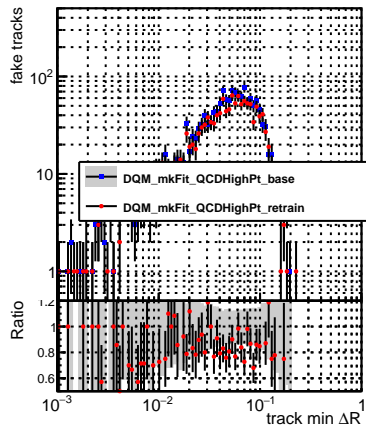 fake tracks
10²
10
1
DQM_mkFit_QCDHighPt_base
DQM_mkFit_QCDHighPt_retrain
Ratio
1.2
1
0.8
0.6
10⁻³ 10⁻² 10⁻¹ 1
track min ΔR